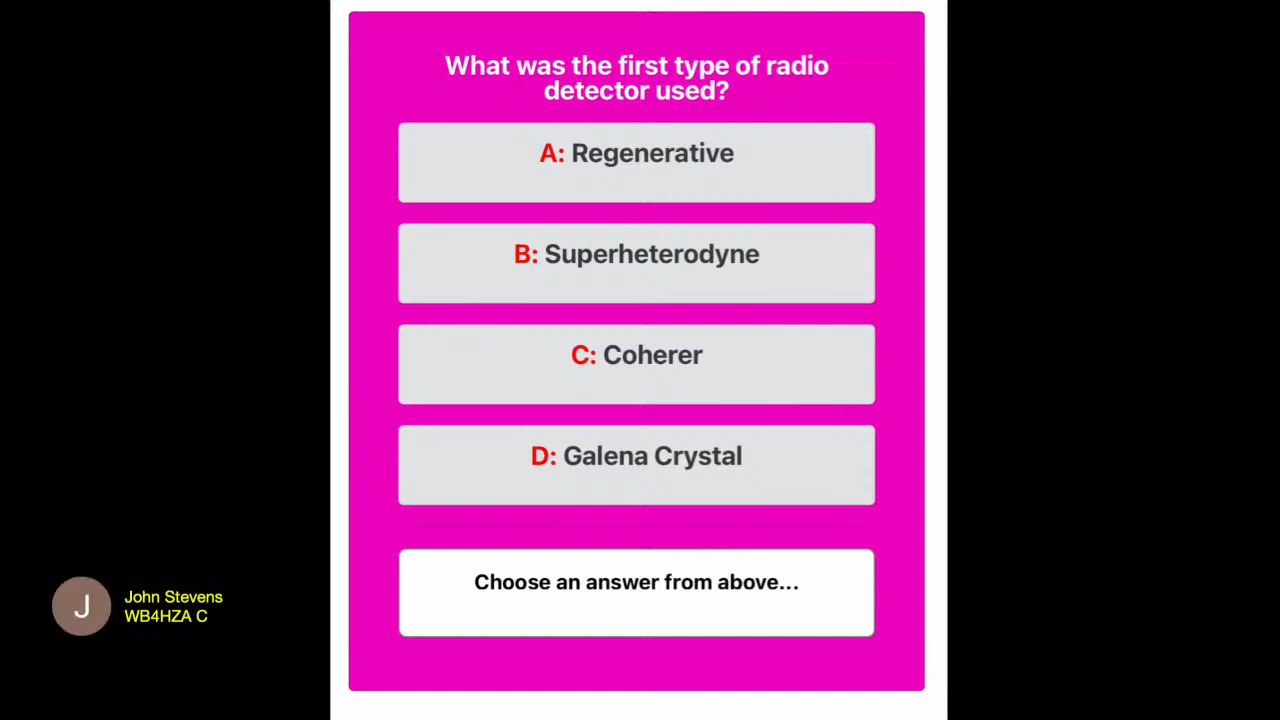 What was the first type of radio
detector used?
A: Regenerative
B: Superheterodyne
C: Coherer
D: Galena Crystal
Choose an answer from above...
J
John Stevens
WB4HZA C